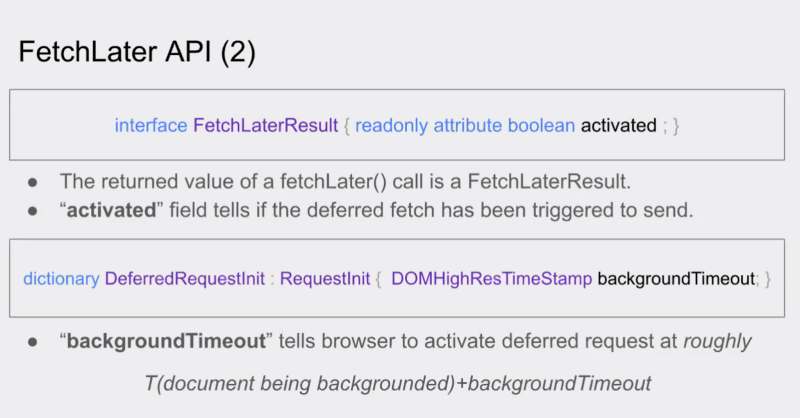 FetchLater API (2)
interface FetchLaterResult { readonly attribute boolean activated ; }
● The returned value of a fetchLater() call is a FetchLaterResult.
● “activated” field tells if the deferred fetch has been triggered to send.
dictionary DeferredRequestInit : RequestInit { DOMHighResTimeStamp backgroundTimeout; }
● “backgroundTimeout” tells browser to activate deferred request at roughly
T(document being backgrounded)+backgroundTimeout